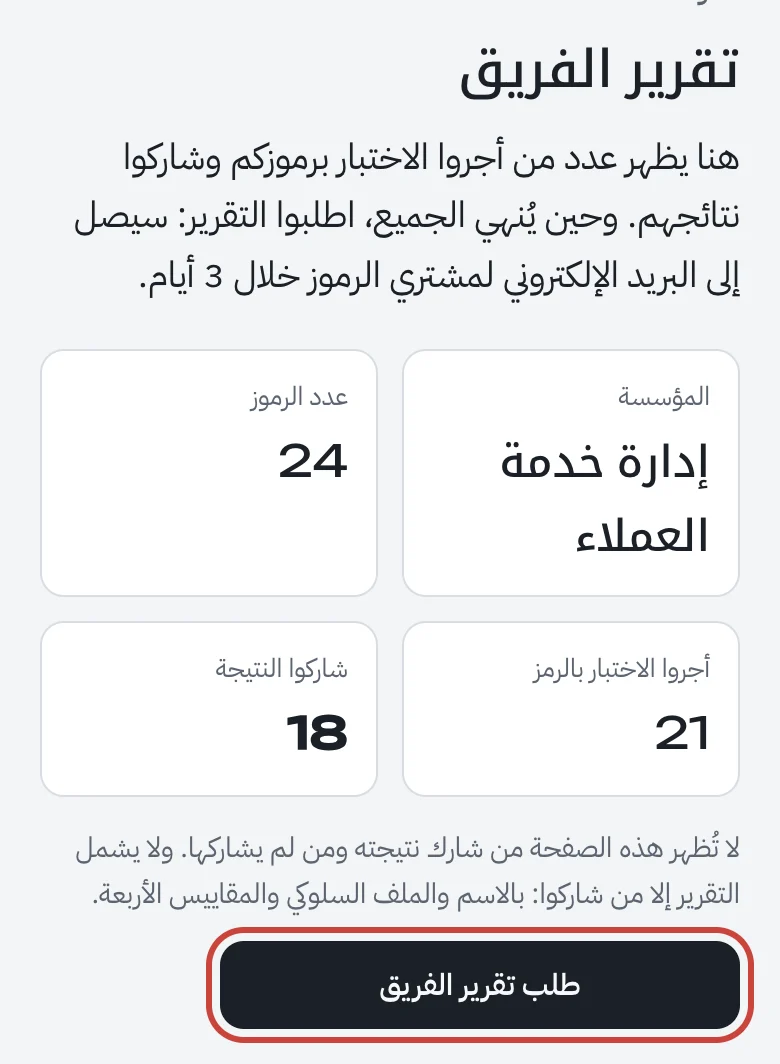 تقرير الفريق
هنا يظهر عدد من أجروا الاختبار برموزكم وشاركوا
نتائجهم. وحين يُنهي الجميع، اطلبوا التقرير: سيصل
إلى البريد الإلكتروني لمشتري الرموز خلال 3 أيام.
المؤسسة
إدارة خدمة
العملاء
عدد الرموز
24
أجروا الاختبار بالرمز
21
شاركوا النتيجة
18
لا تُظهر هذه الصفحة من شارك نتيجته ومن لم يشاركها. ولا يشمل
التقرير إلا من شاركوا: بالاسم والملف السلوكي والمقاييس الأربعة.
طلب تقرير الفريق